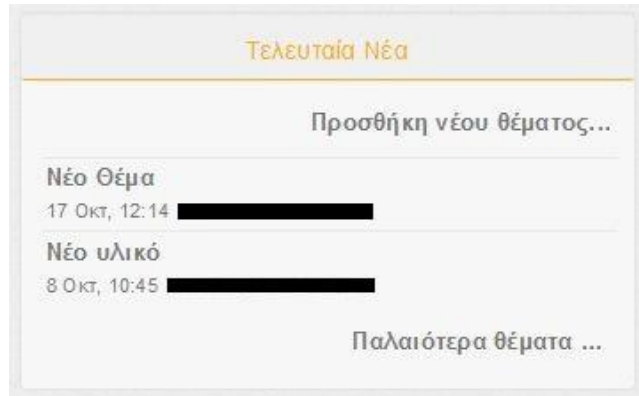 Τελευταία Νέα
Προσθήκη νέου θέματος...
Νέο Θέμα
17 Οκτ, 12:14
Νέο υλικό
8 Οκτ, 10:45
Παλαιότερα θέματα ...